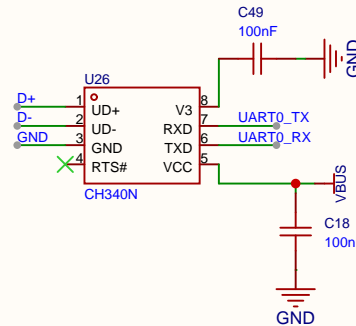 C49
100nF
GND
U26
D+ 1 UD+ V3 8
D- 2 UD- RXD 7 UART0_TX
GND 3 GND TXD 6 UART0_RX
4 RTS# VCC 5
CH340N
VBUS
C18
100n
GND